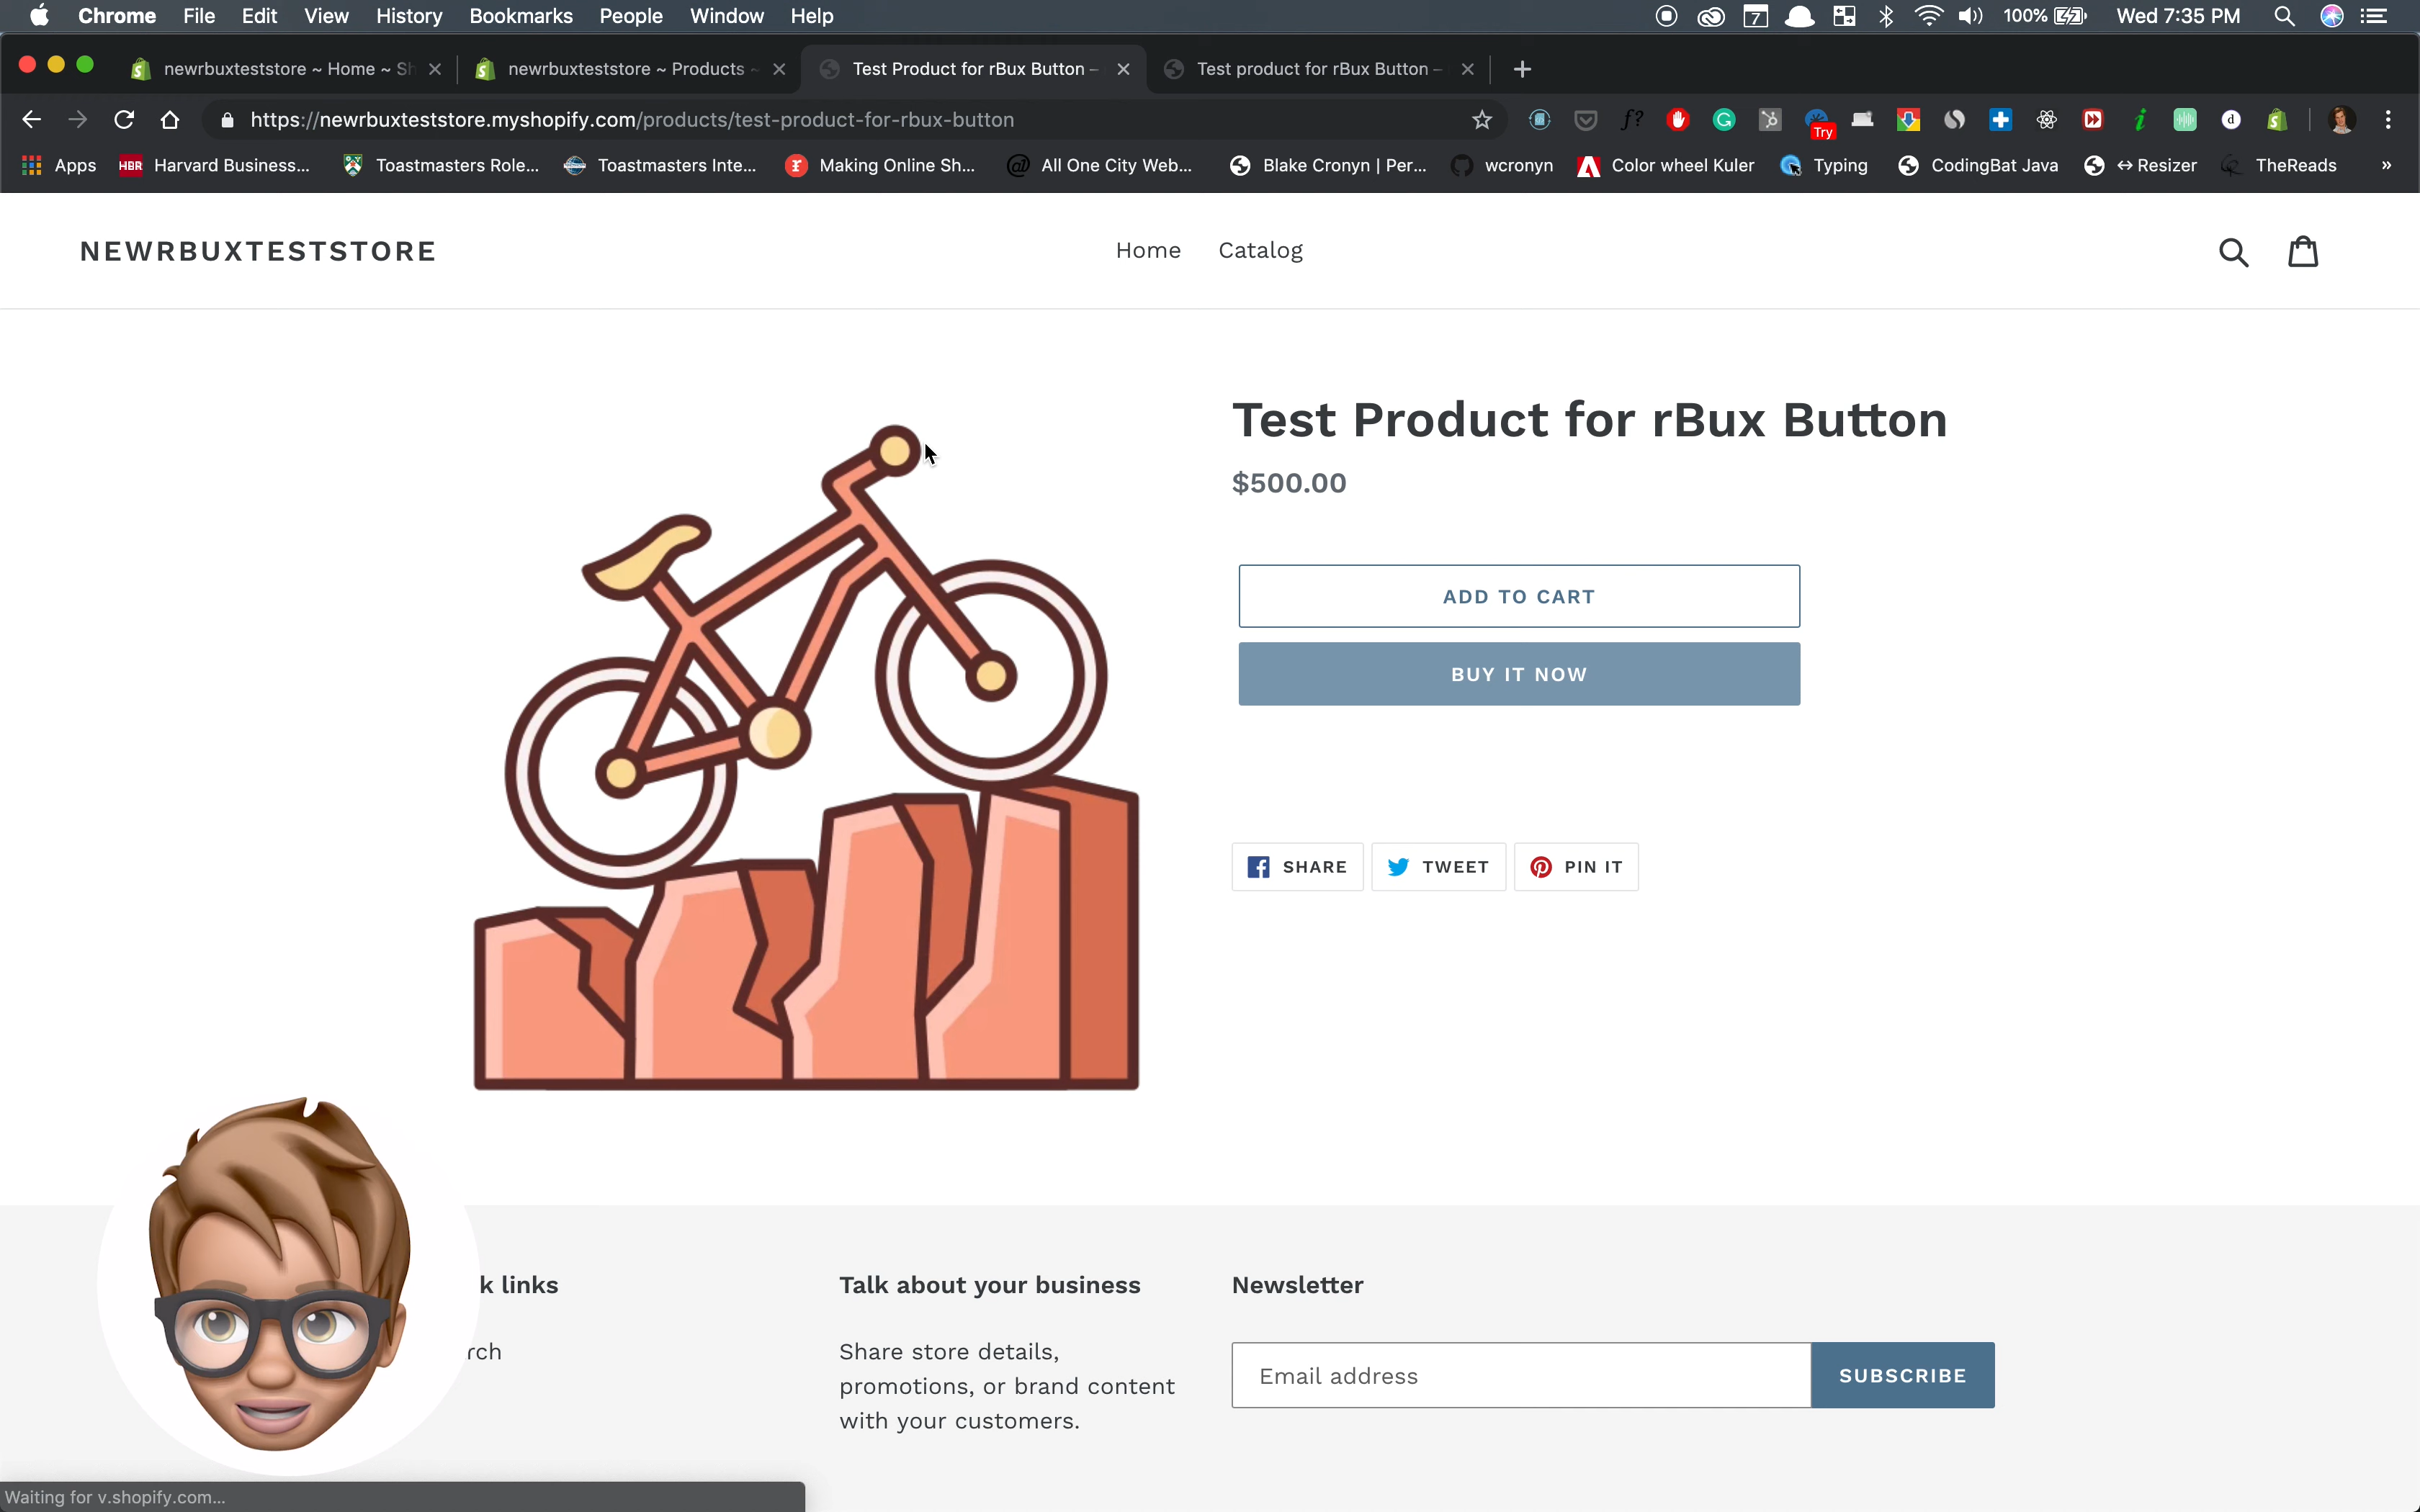 Chrome File Edit View History Bookmarks People Window Help 7 100% Wed 7:35 PM
newrbuxteststore ~ Home ~ Sh newrbuxteststore ~ Products ~ Test Product for rBux Button – Test product for rBux Button –
https://newrbuxteststore.myshopify.com/products/test-product-for-rbux-button f? Try
Apps HBR Harvard Business... Toastmasters Role... Toastmasters Inte... Making Online Sh... All One City Web... Blake Cronyn | Per... wcronyn Color wheel Kuler Typing CodingBat Java ↔ Resizer TheReads »
NEWRBUXTESTSTORE Home Catalog
Test Product for rBux Button
$500.00
ADD TO CART
BUY IT NOW
SHARE TWEET PIN IT
k links
rch
Talk about your business
Share store details,
promotions, or brand content
with your customers.
Newsletter
Email address SUBSCRIBE
Waiting for v.shopify.com...